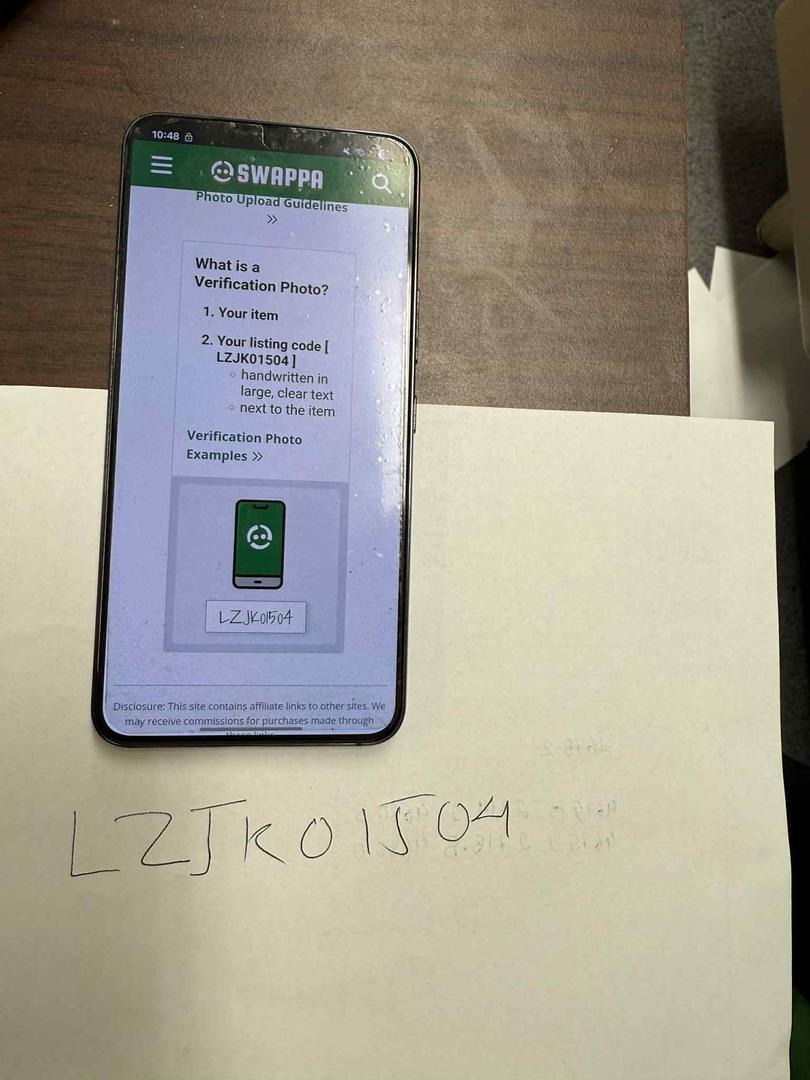 10:48
SWAPPA
Photo Upload Guidelines
»
What is a
Verification Photo?
1. Your item
2. Your listing code [
LZJK01504 ]
◦ handwritten in
large, clear text
◦ next to the item
Verification Photo
Examples »
LZJK01504
Disclosure: This site contains affiliate links to other sites. We
may receive commissions for purchases made through
these links.
LZJK01504